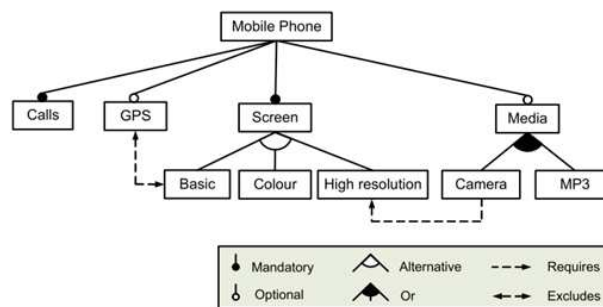 Mobile Phone
Calls GPS Screen Media
Basic Colour High resolution Camera MP3
Mandatory Alternative Requires
Optional Or Excludes